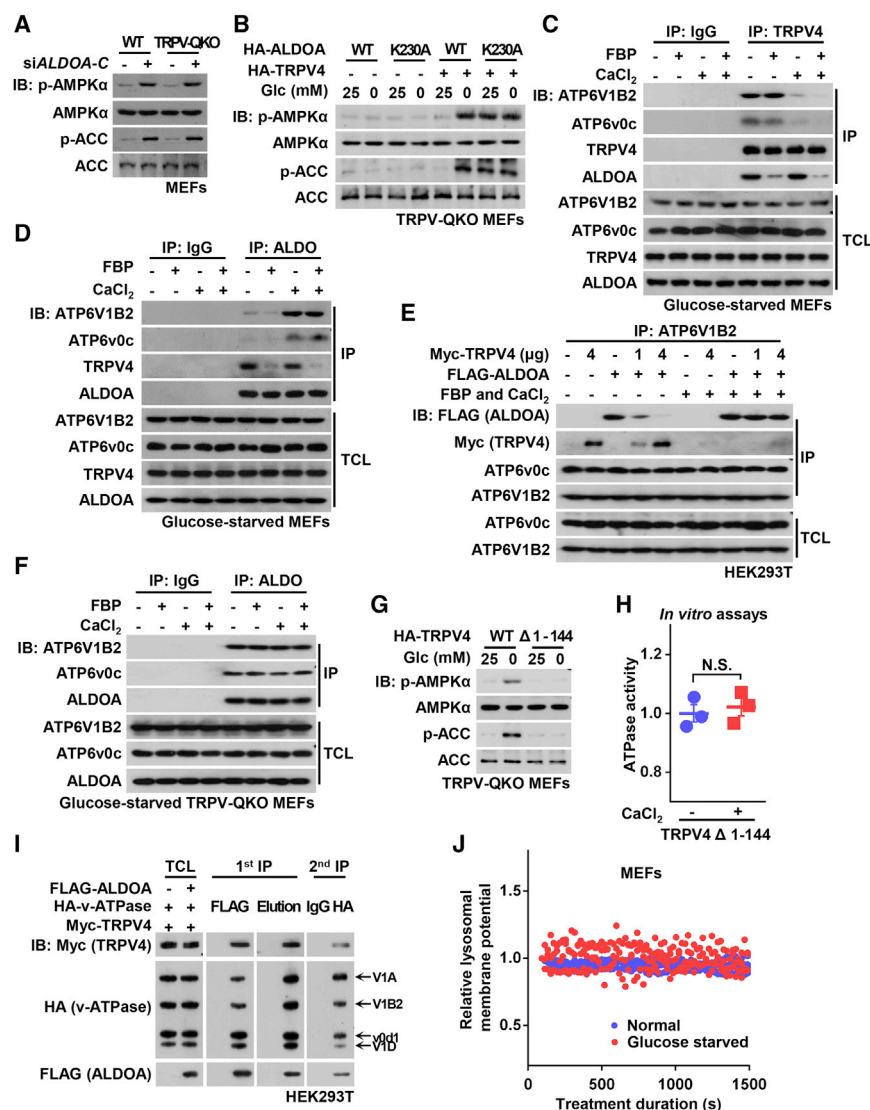 A
WT TRPV-QKO
siALDOA-C - + - +
IB: p-AMPKα
AMPKα
p-ACC
ACC
MEFs
B
HA-ALDOA WT K230A WT K230A
HA-TRPV4 - - - - + + + +
Glc (mM) 25 0 25 0 25 0 25 0
IB: p-AMPKα
AMPKα
p-ACC
ACC
TRPV-QKO MEFs
C
IP: IgG IP: TRPV4
FBP - + - + - + - +
CaCl₂ - - + + - - + +
IB: ATP6V1B2
ATP6v0c
TRPV4
ALDOA
IP
ATP6V1B2
ATP6v0c
TRPV4
ALDOA
TCL
Glucose-starved MEFs
D
IP: IgG IP: ALDO
FBP - + - + - + - +
CaCl₂ - - + + - - + +
IB: ATP6V1B2
ATP6v0c
TRPV4
ALDOA
IP
ATP6V1B2
ATP6v0c
TRPV4
ALDOA
TCL
Glucose-starved MEFs
E
IP: ATP6V1B2
Myc-TRPV4 (μg) - 4 - 1 4 - 4 - 1 4
FLAG-ALDOA - - + + + - - + + +
FBP and CaCl₂ - - - - - + + + + +
IB: FLAG (ALDOA)
Myc (TRPV4)
ATP6v0c
ATP6V1B2
IP
ATP6v0c
ATP6V1B2
TCL
HEK293T
F
IP: IgG IP: ALDO
FBP - + - + - + - +
CaCl₂ - - + + - - + +
IB: ATP6V1B2
ATP6v0c
ALDOA
IP
ATP6V1B2
ATP6v0c
ALDOA
TCL
Glucose-starved TRPV-QKO MEFs
G
HA-TRPV4 WT Δ 1-144
Glc (mM) 25 0 25 0
IB: p-AMPKα
AMPKα
p-ACC
ACC
TRPV-QKO MEFs
H
In vitro assays
N.S.
ATPase activity
1.2
1.0
0.8
CaCl₂ - +
TRPV4 Δ 1-144
I
TCL 1st IP 2nd IP
FLAG-ALDOA - +
HA-v-ATPase + + FLAG Elution IgG HA
Myc-TRPV4 + +
IB: Myc (TRPV4)
HA (v-ATPase)
V1A
V1B2
v0d1
V1D
FLAG (ALDOA)
HEK293T
J
MEFs
Relative lysosomal
membrane potential
1.5
1.0
0.5
Normal
Glucose starved
0 500 1000 1500
Treatment duration (s)